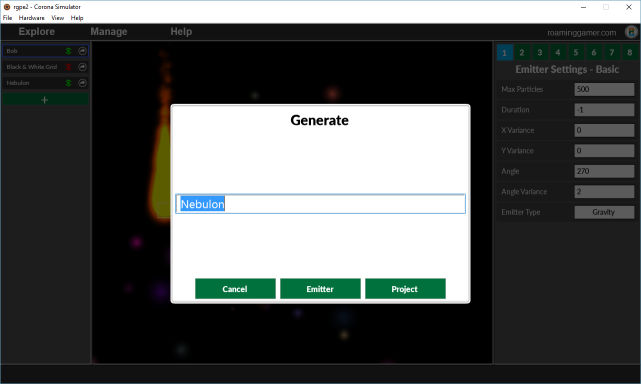 rgpe2 - Corona Simulator
File Hardware View Help
Explore Manage Help roaminggamer.com
Bob
Black & White Grid
Nebulon
+
1 2 3 4 5 6 7 8
Emitter Settings - Basic
Max Particles 500
Duration -1
X Variance 0
Y Variance 0
Angle 270
Angle Variance 2
Emitter Type Gravity
Generate
Nebulon
Cancel Emitter Project